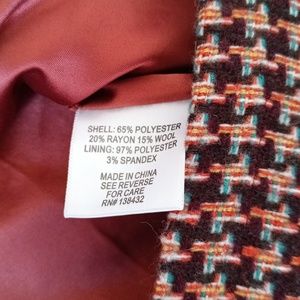 SHELL: 65% POLYESTER
20% RAYON 15% WOOL
LINING: 97% POLYESTER
3% SPANDEX
MADE IN CHINA
SEE REVERSE
FOR CARE
RN# 138432